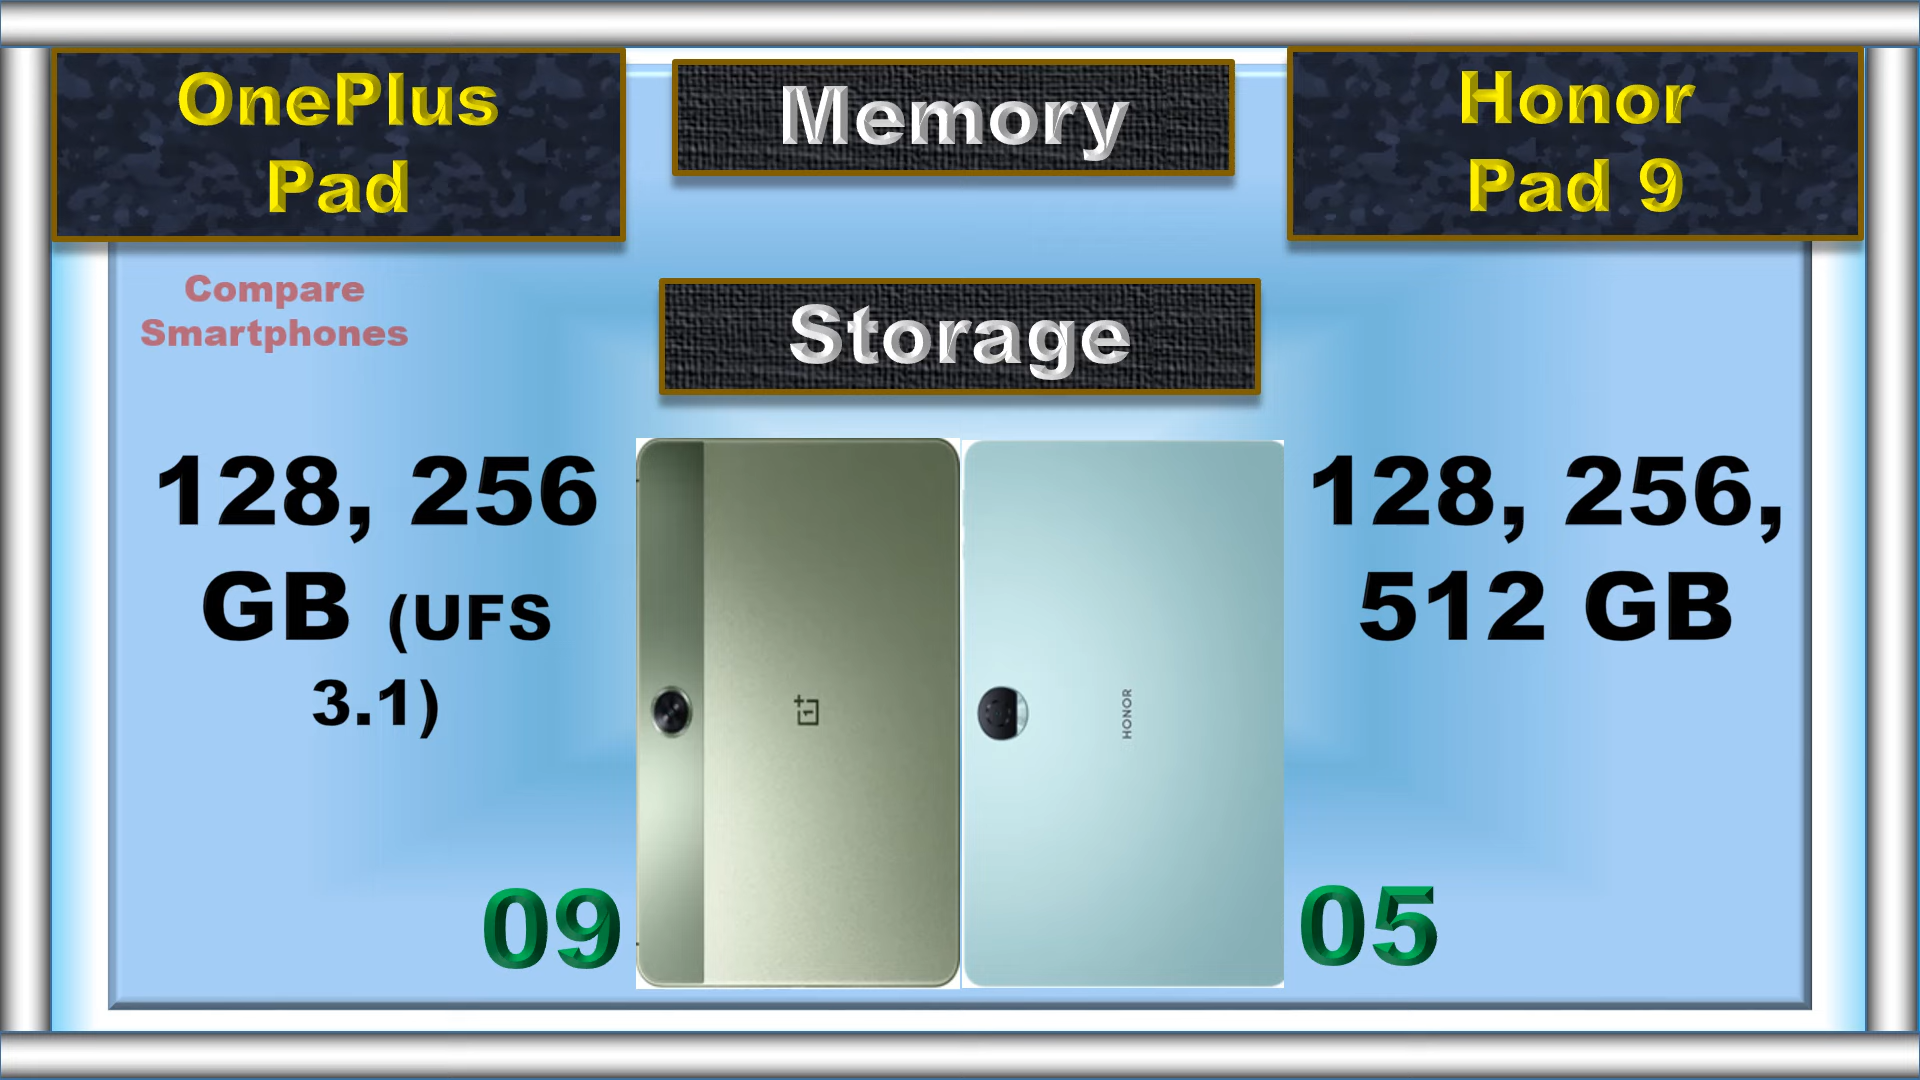 OnePlus
Pad
Memory
Honor
Pad 9
Compare
Smartphones
Storage
128, 256
GB (UFS
3.1)
128, 256,
512 GB
1
HONOR
09
05